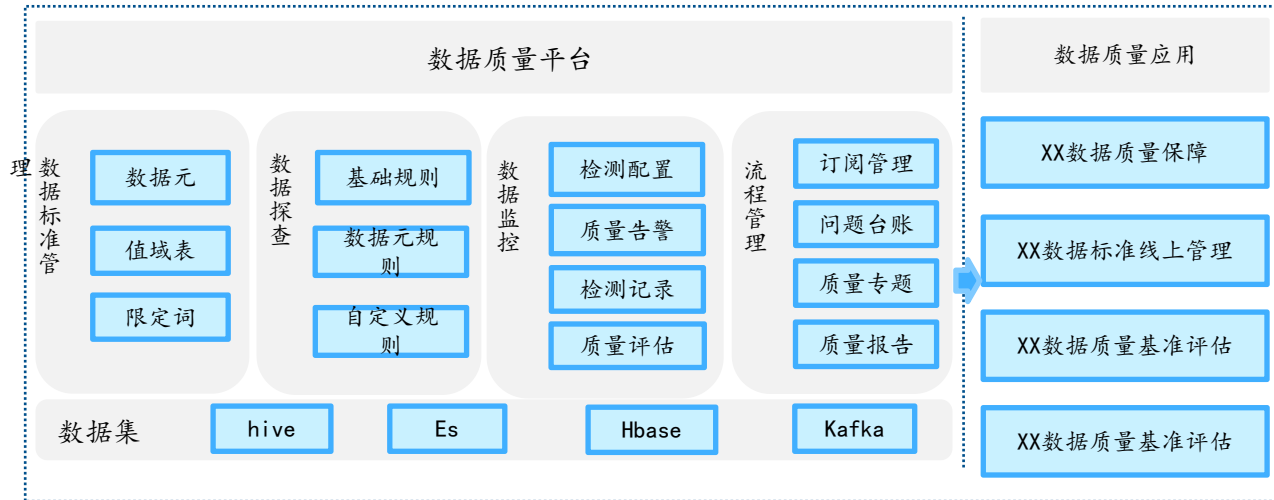 数据质量平台
数据质量应用
数据标准管理
数据元
值域表
限定词
数据探查
基础规则
数据元规
则
自定义规
则
数据监控
检测配置
质量告警
检测记录
质量评估
流程管理
订阅管理
问题台账
质量专题
质量报告
数据集
hive
Es
Hbase
Kafka
XX数据质量保障
XX数据标准线上管理
XX数据质量基准评估
XX数据质量基准评估